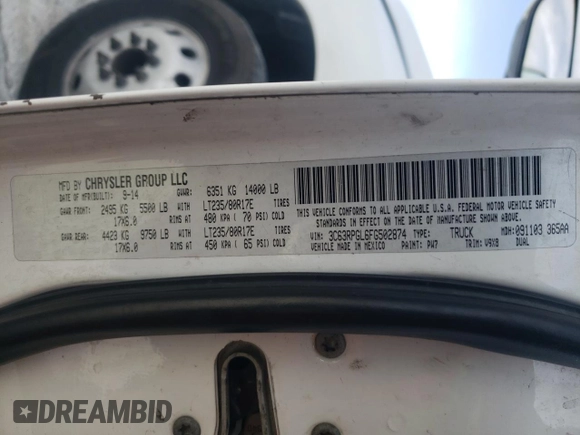 MFD BY CHRYSLER GROUP LLC
DATE OF MFR(BUILT): 9-14 GVWR: 6351 KG 14000 LB
GAWR FRONT: 2495 KG 5500 LB WITH LT235/80R17E TIRES
17X6.0 RIMS AT 480 KPA ( 70 PSI) COLD
GAWR REAR: 4423 KG 9750 LB WITH LT235/80R17E TIRES
17X6.0 RIMS AT 450 KPA ( 65 PSI) COLD
THIS VEHICLE CONFORMS TO ALL APPLICABLE U.S.A. FEDERAL MOTOR VEHICLE SAFETY
STANDARDS IN EFFECT ON THE DATE OF MANUFACTURE SHOWN ABOVE.
VIN: 3C63RPGL6FG502874 TYPE: TRUCK MDH: 091103 365AA
VEHICLE MADE IN MEXICO PAINT: PW7 TRIM: V9X8 DUAL
DREAMBID